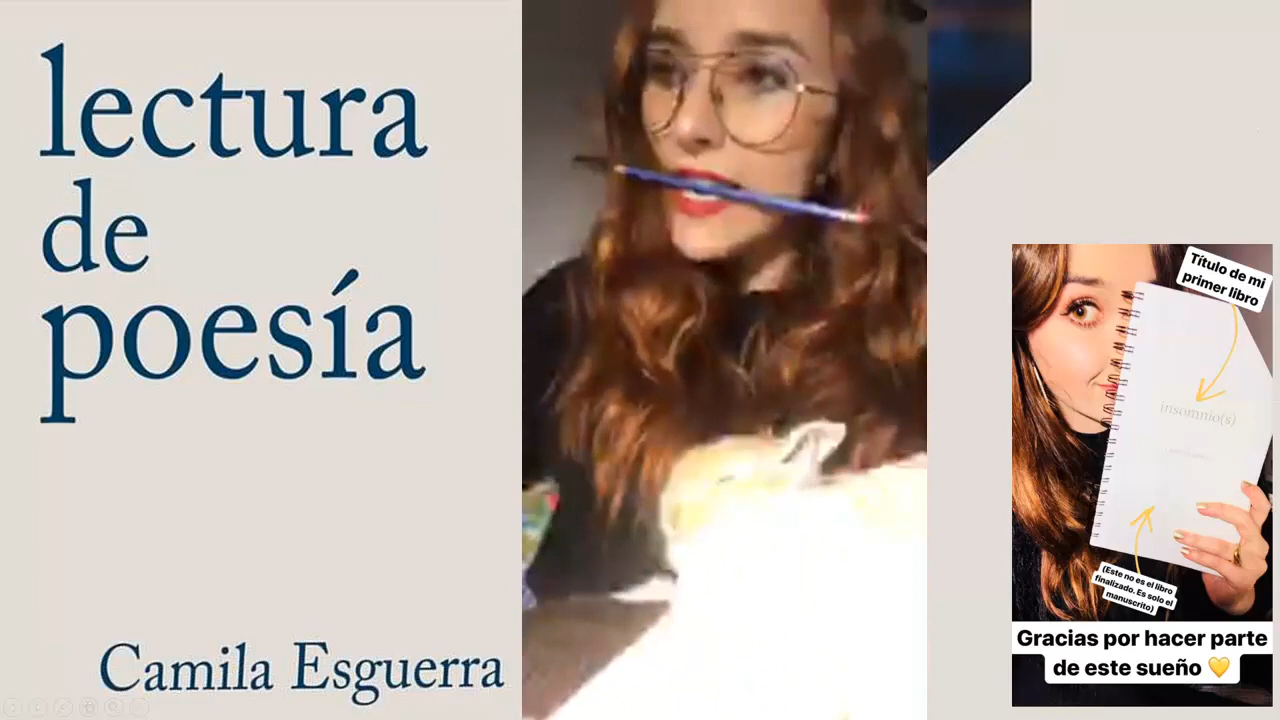 lectura
de
poesía
Camila Esguerra
Título de mi
primer libro
insomnio(s)
(Este no es el libro
finalizado. Es solo el
manuscrito)
Gracias por hacer parte
de este sueño 💛